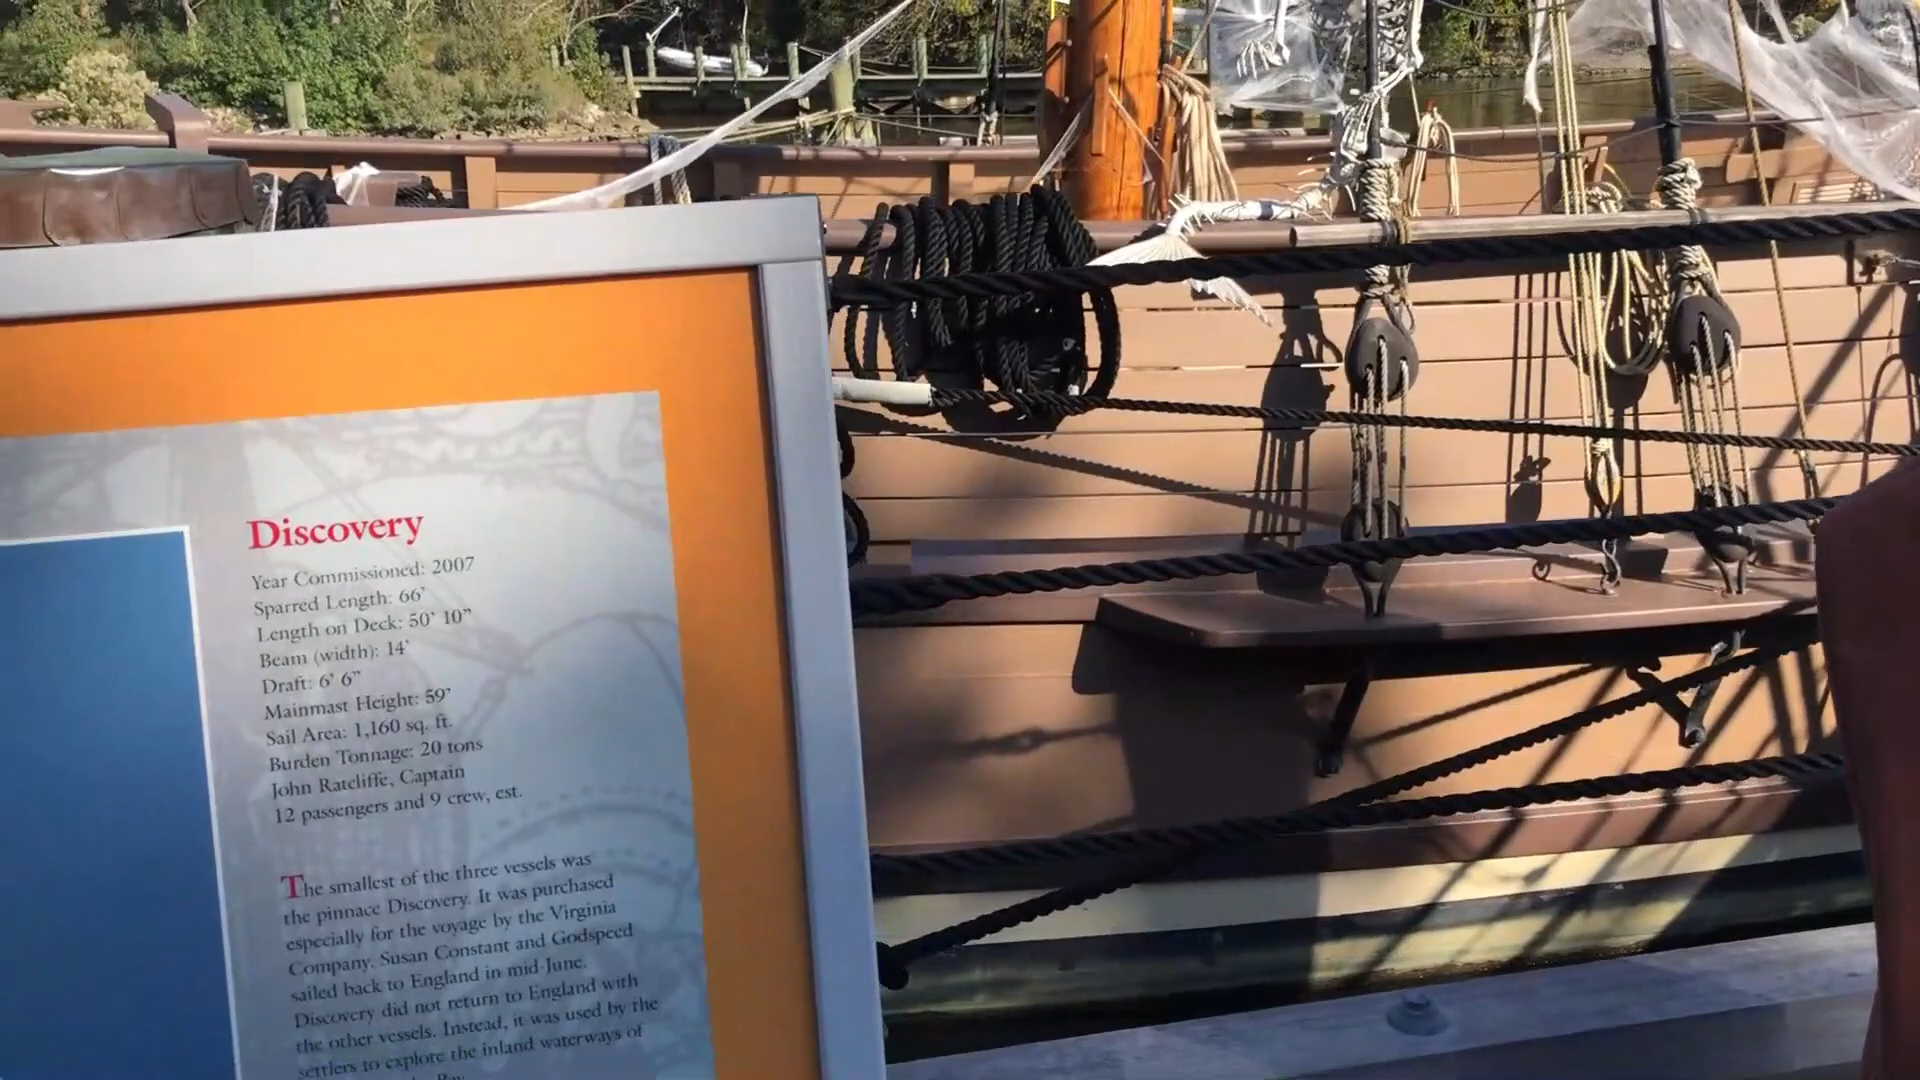 Discovery
Year Commissioned: 2007
Sparred Length: 66'
Length on Deck: 50' 10"
Beam (width): 14'
Draft: 6' 6"
Mainmast Height: 59'
Sail Area: 1,160 sq. ft.
Burden Tonnage: 20 tons
John Ratcliffe, Captain
12 passengers and 9 crew, est.
The smallest of the three vessels was
the pinnace Discovery. It was purchased
especially for the voyage by the Virginia
Company. Susan Constant and Godspeed
sailed back to England in mid-June.
Discovery did not return to England with
the other vessels. Instead, it was used by the
settlers to explore the inland waterways of